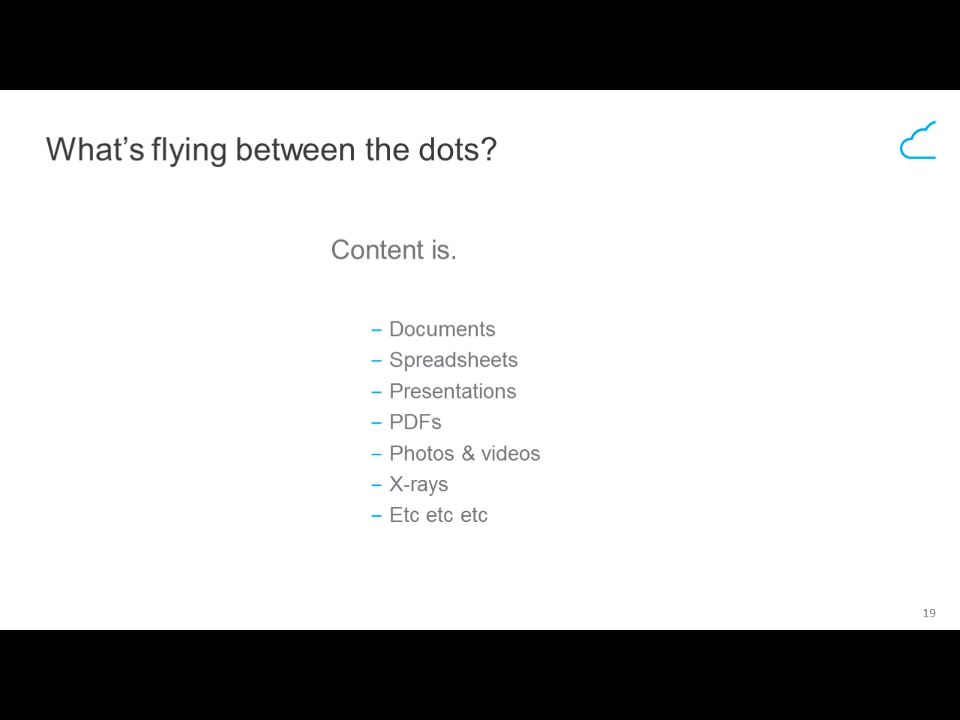 What's flying between the dots?
Content is.
– Documents
– Spreadsheets
– Presentations
– PDFs
– Photos & videos
– X-rays
– Etc etc etc
19